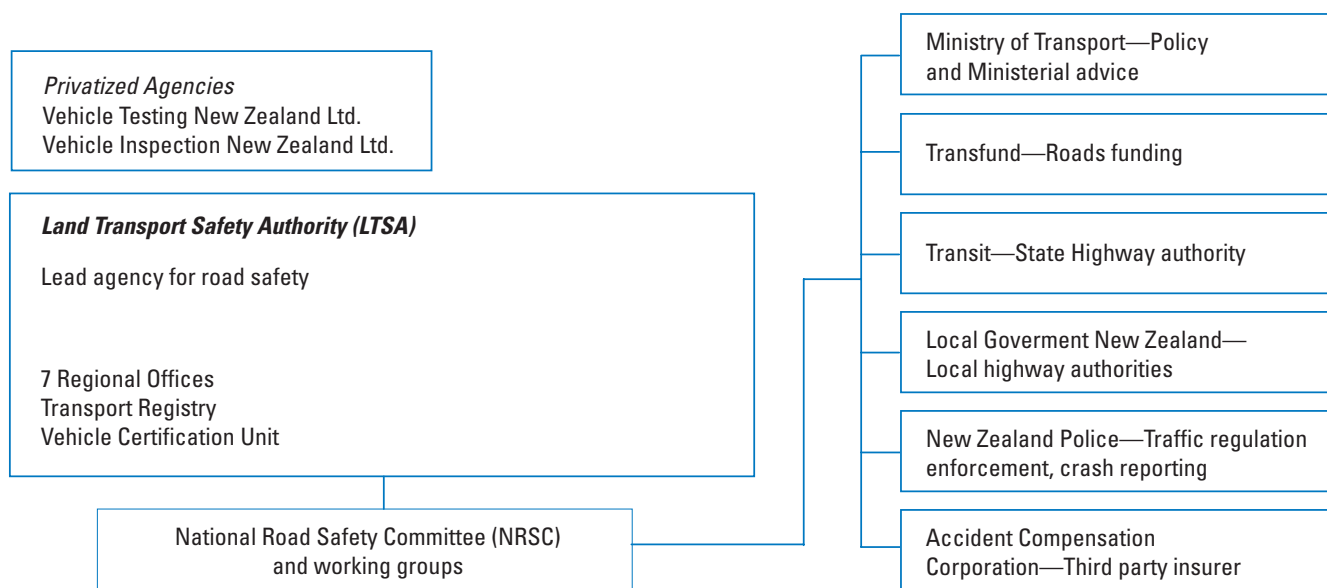 Privatized Agencies
Vehicle Testing New Zealand Ltd.
Vehicle Inspection New Zealand Ltd.
Land Transport Safety Authority (LTSA)
Lead agency for road safety
7 Regional Offices
Transport Registry
Vehicle Certification Unit
National Road Safety Committee (NRSC)
and working groups
Ministry of Transport—Policy
and Ministerial advice
Transfund—Roads funding
Transit—State Highway authority
Local Goverment New Zealand—
Local highway authorities
New Zealand Police—Traffic regulation
enforcement, crash reporting
Accident Compensation
Corporation—Third party insurer